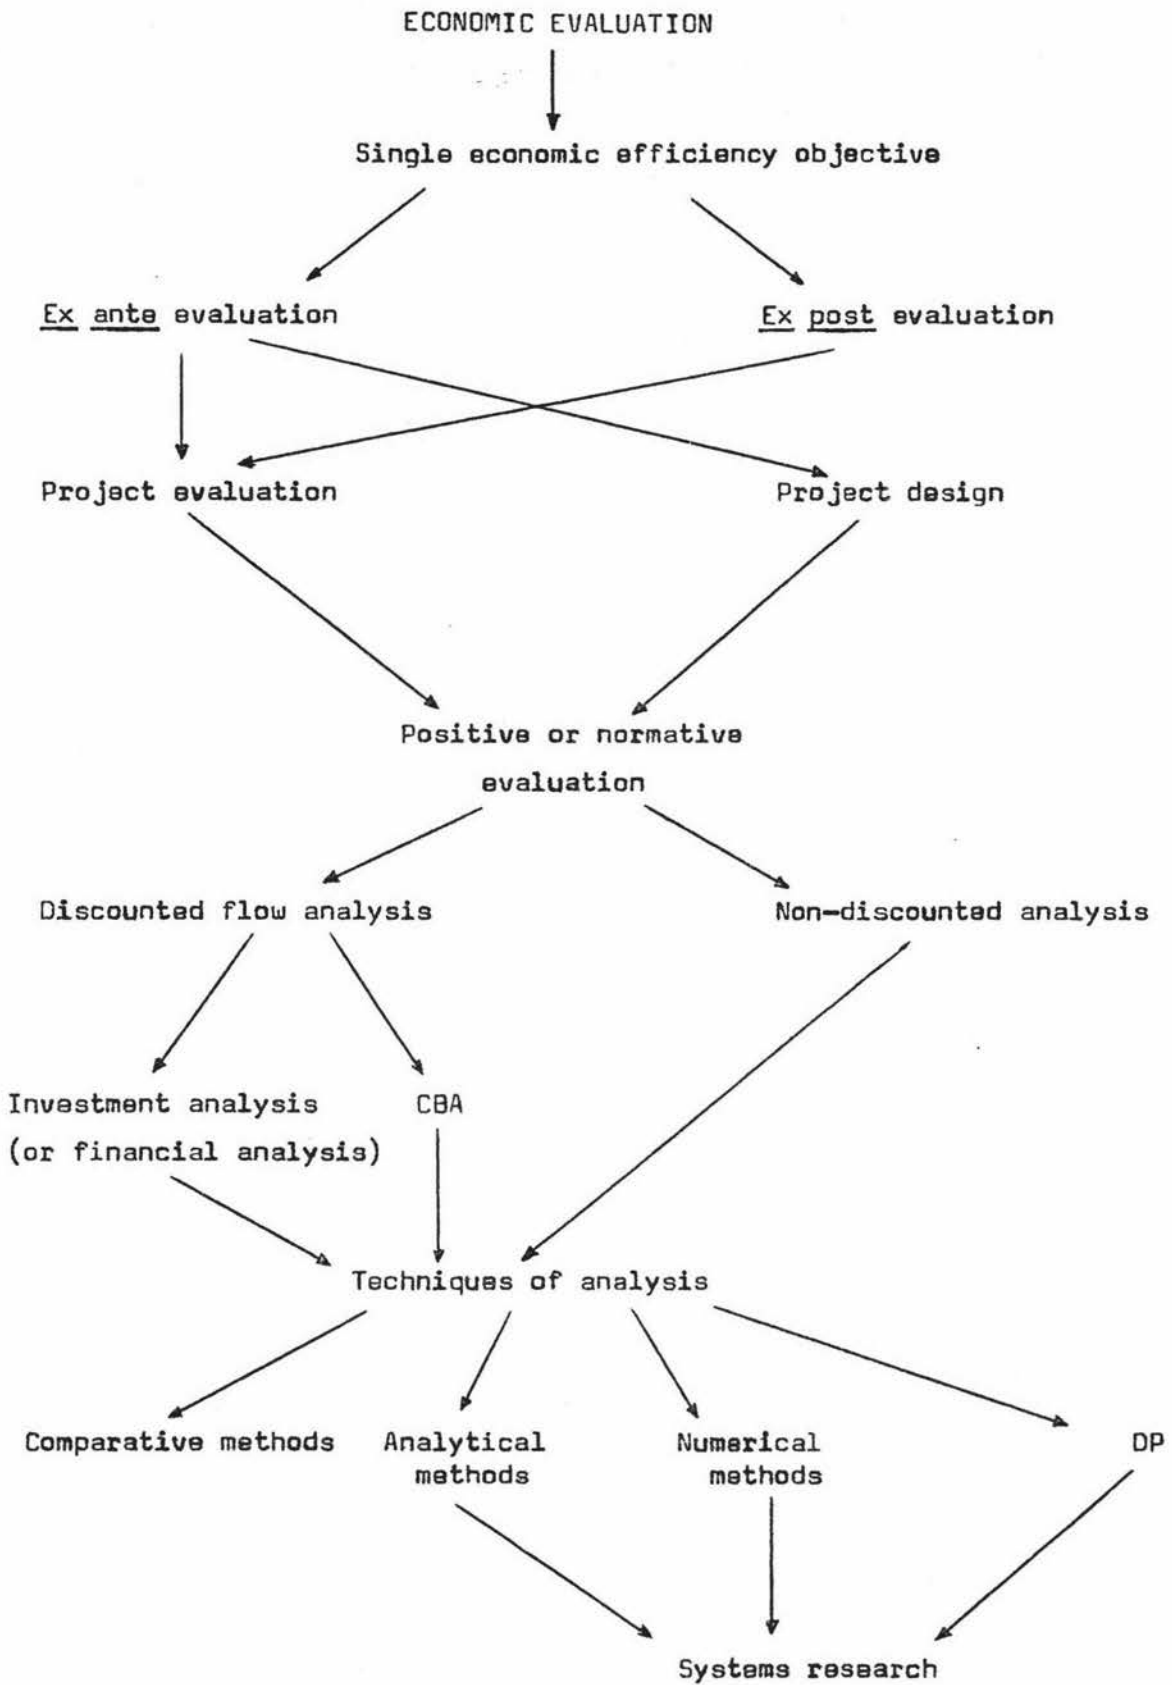 ECONOMIC EVALUATION
Single economic efficiency objective
Ex ante evaluation
Ex post evaluation
Project evaluation
Project design
Positive or normative
evaluation
Discounted flow analysis
Non-discounted analysis
Investment analysis
(or financial analysis)
CBA
Techniques of analysis
Comparative methods
Analytical
methods
Numerical
methods
DP
Systems research